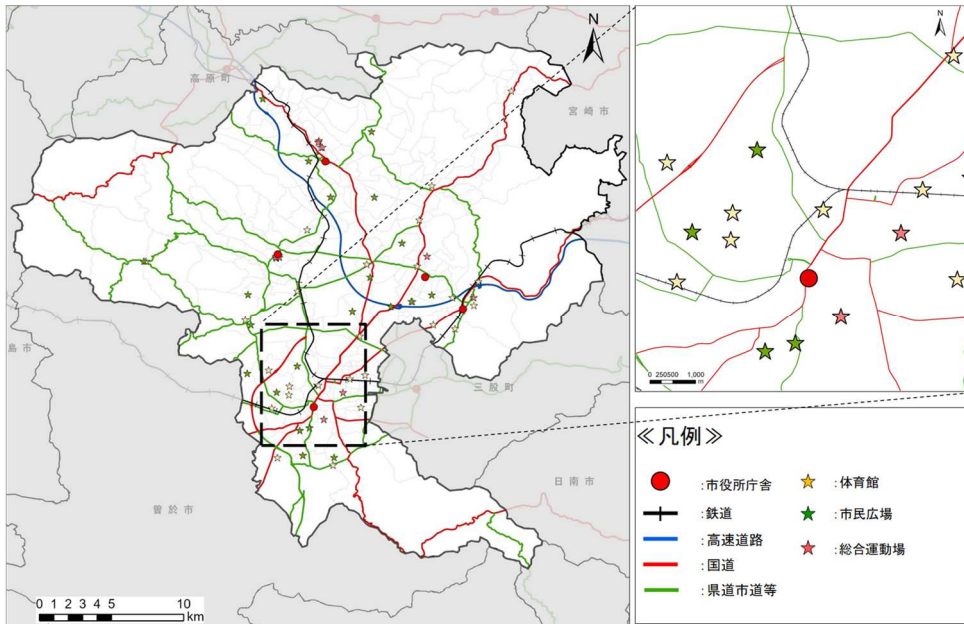 N
高原町
宮崎市
島市
三股町
曽於市
日南市
0 1 2 3 4 5 10
km
N
0 250500 1,000
m
≪凡例≫
:市役所庁舎
:鉄道
:高速道路
:国道
:県道市道等
:体育館
:市民広場
:総合運動場